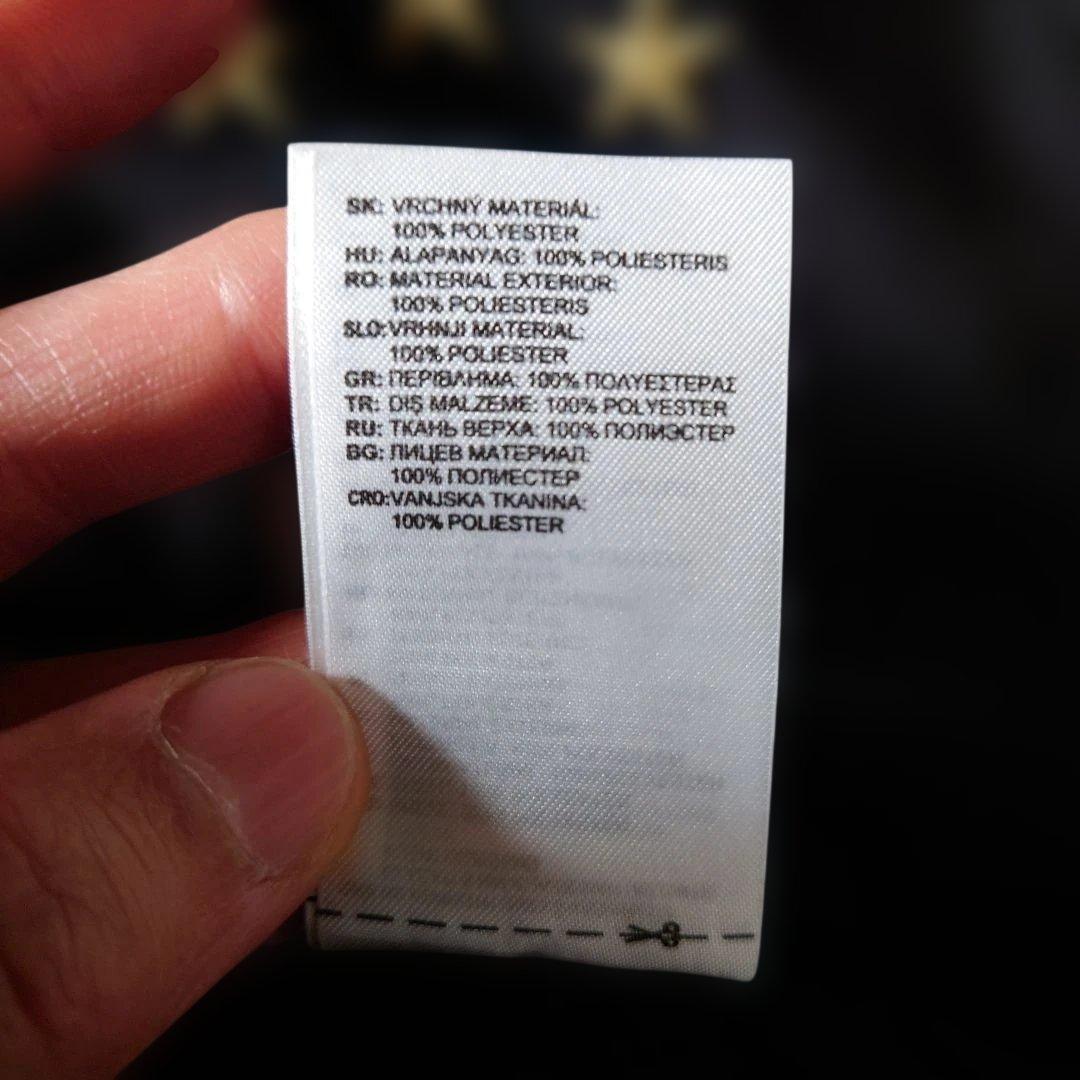 SK: VRCHNÝ MATERIÁL:
100% POLYESTER
HU: ALAPANYAG: 100% POLIESTERIS
RO: MATERIAL EXTERIOR:
100% POLIESTERIS
SLO: VRHNJI MATERIAL:
100% POLIESTER
GR: ΠΕΡΙΒΛΗΜΑ: 100% ΠΟΛΥΕΣΤΕΡΑΣ
TR: DIŞ MALZEME: 100% POLYESTER
RU: ТКАНЬ ВЕРХА: 100% ПОЛИЭСТЕР
BG: ЛИЦЕВ МАТЕРИАЛ:
100% ПОЛИЕСТЕР
CRO: VANJSKA TKANINA:
100% POLIESTER